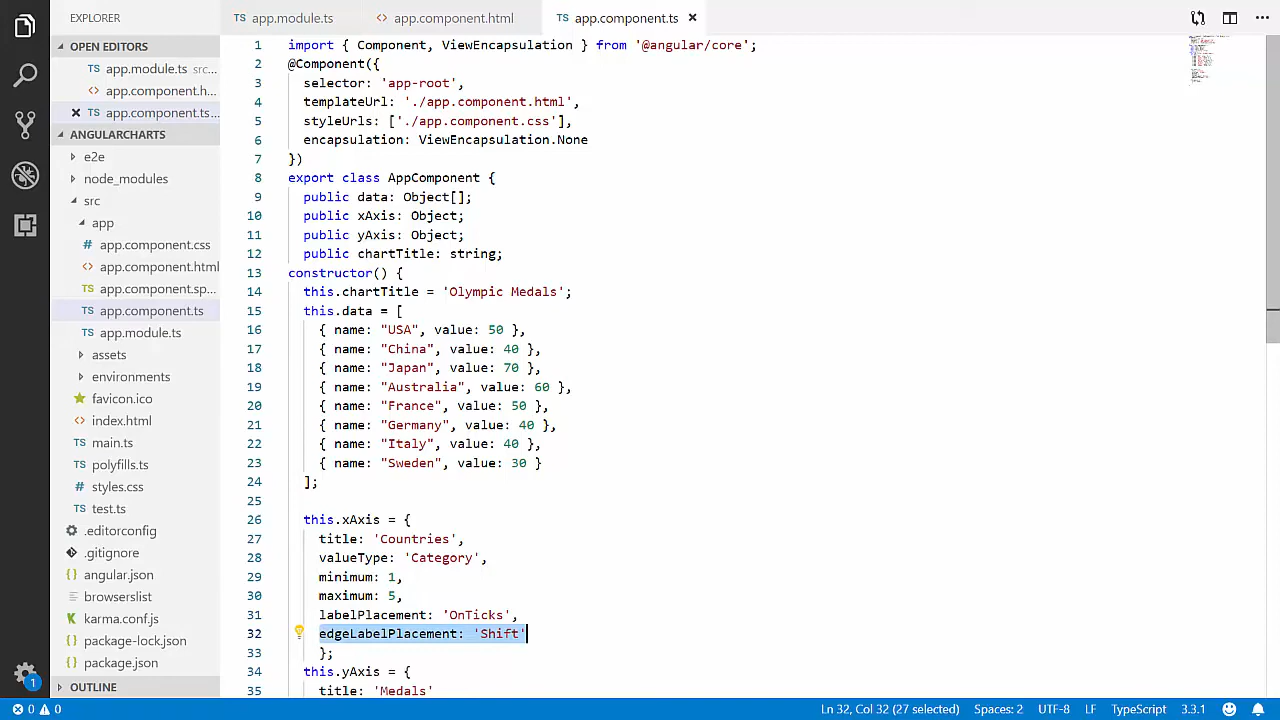 EXPLORER
OPEN EDITORS
TS app.module.ts src...
<> app.component.h...
× TS app.component.ts...
ANGULARCHARTS
e2e
node_modules
src
app
# app.component.css
<> app.component.html
TS app.component.sp...
TS app.component.ts
TS app.module.ts
assets
environments
favicon.ico
<> index.html
TS main.ts
TS polyfills.ts
# styles.css
TS test.ts
.editorconfig
.gitignore
{} angular.json
browserslist
karma.conf.js
{} package-lock.json
{} package.json
OUTLINE
1
TS app.module.ts
<> app.component.html
TS app.component.ts ×
1 import { Component, ViewEncapsulation } from '@angular/core';
2 @Component({
3 selector: 'app-root',
4 templateUrl: './app.component.html',
5 styleUrls: ['./app.component.css'],
6 encapsulation: ViewEncapsulation.None
7 })
8 export class AppComponent {
9 public data: Object[];
10 public xAxis: Object;
11 public yAxis: Object;
12 public chartTitle: string;
13 constructor() {
14 this.chartTitle = 'Olympic Medals';
15 this.data = [
16 { name: "USA", value: 50 },
17 { name: "China", value: 40 },
18 { name: "Japan", value: 70 },
19 { name: "Australia", value: 60 },
20 { name: "France", value: 50 },
21 { name: "Germany", value: 40 },
22 { name: "Italy", value: 40 },
23 { name: "Sweden", value: 30 }
24 ];
25
26 this.xAxis = {
27 title: 'Countries',
28 valueType: 'Category',
29 minimum: 1,
30 maximum: 5,
31 labelPlacement: 'OnTicks',
32 edgeLabelPlacement: 'Shift'
33 };
34 this.yAxis = {
35 title: 'Medals'
0 0
Ln 32, Col 32 (27 selected)
Spaces: 2
UTF-8
LF
TypeScript
3.3.1